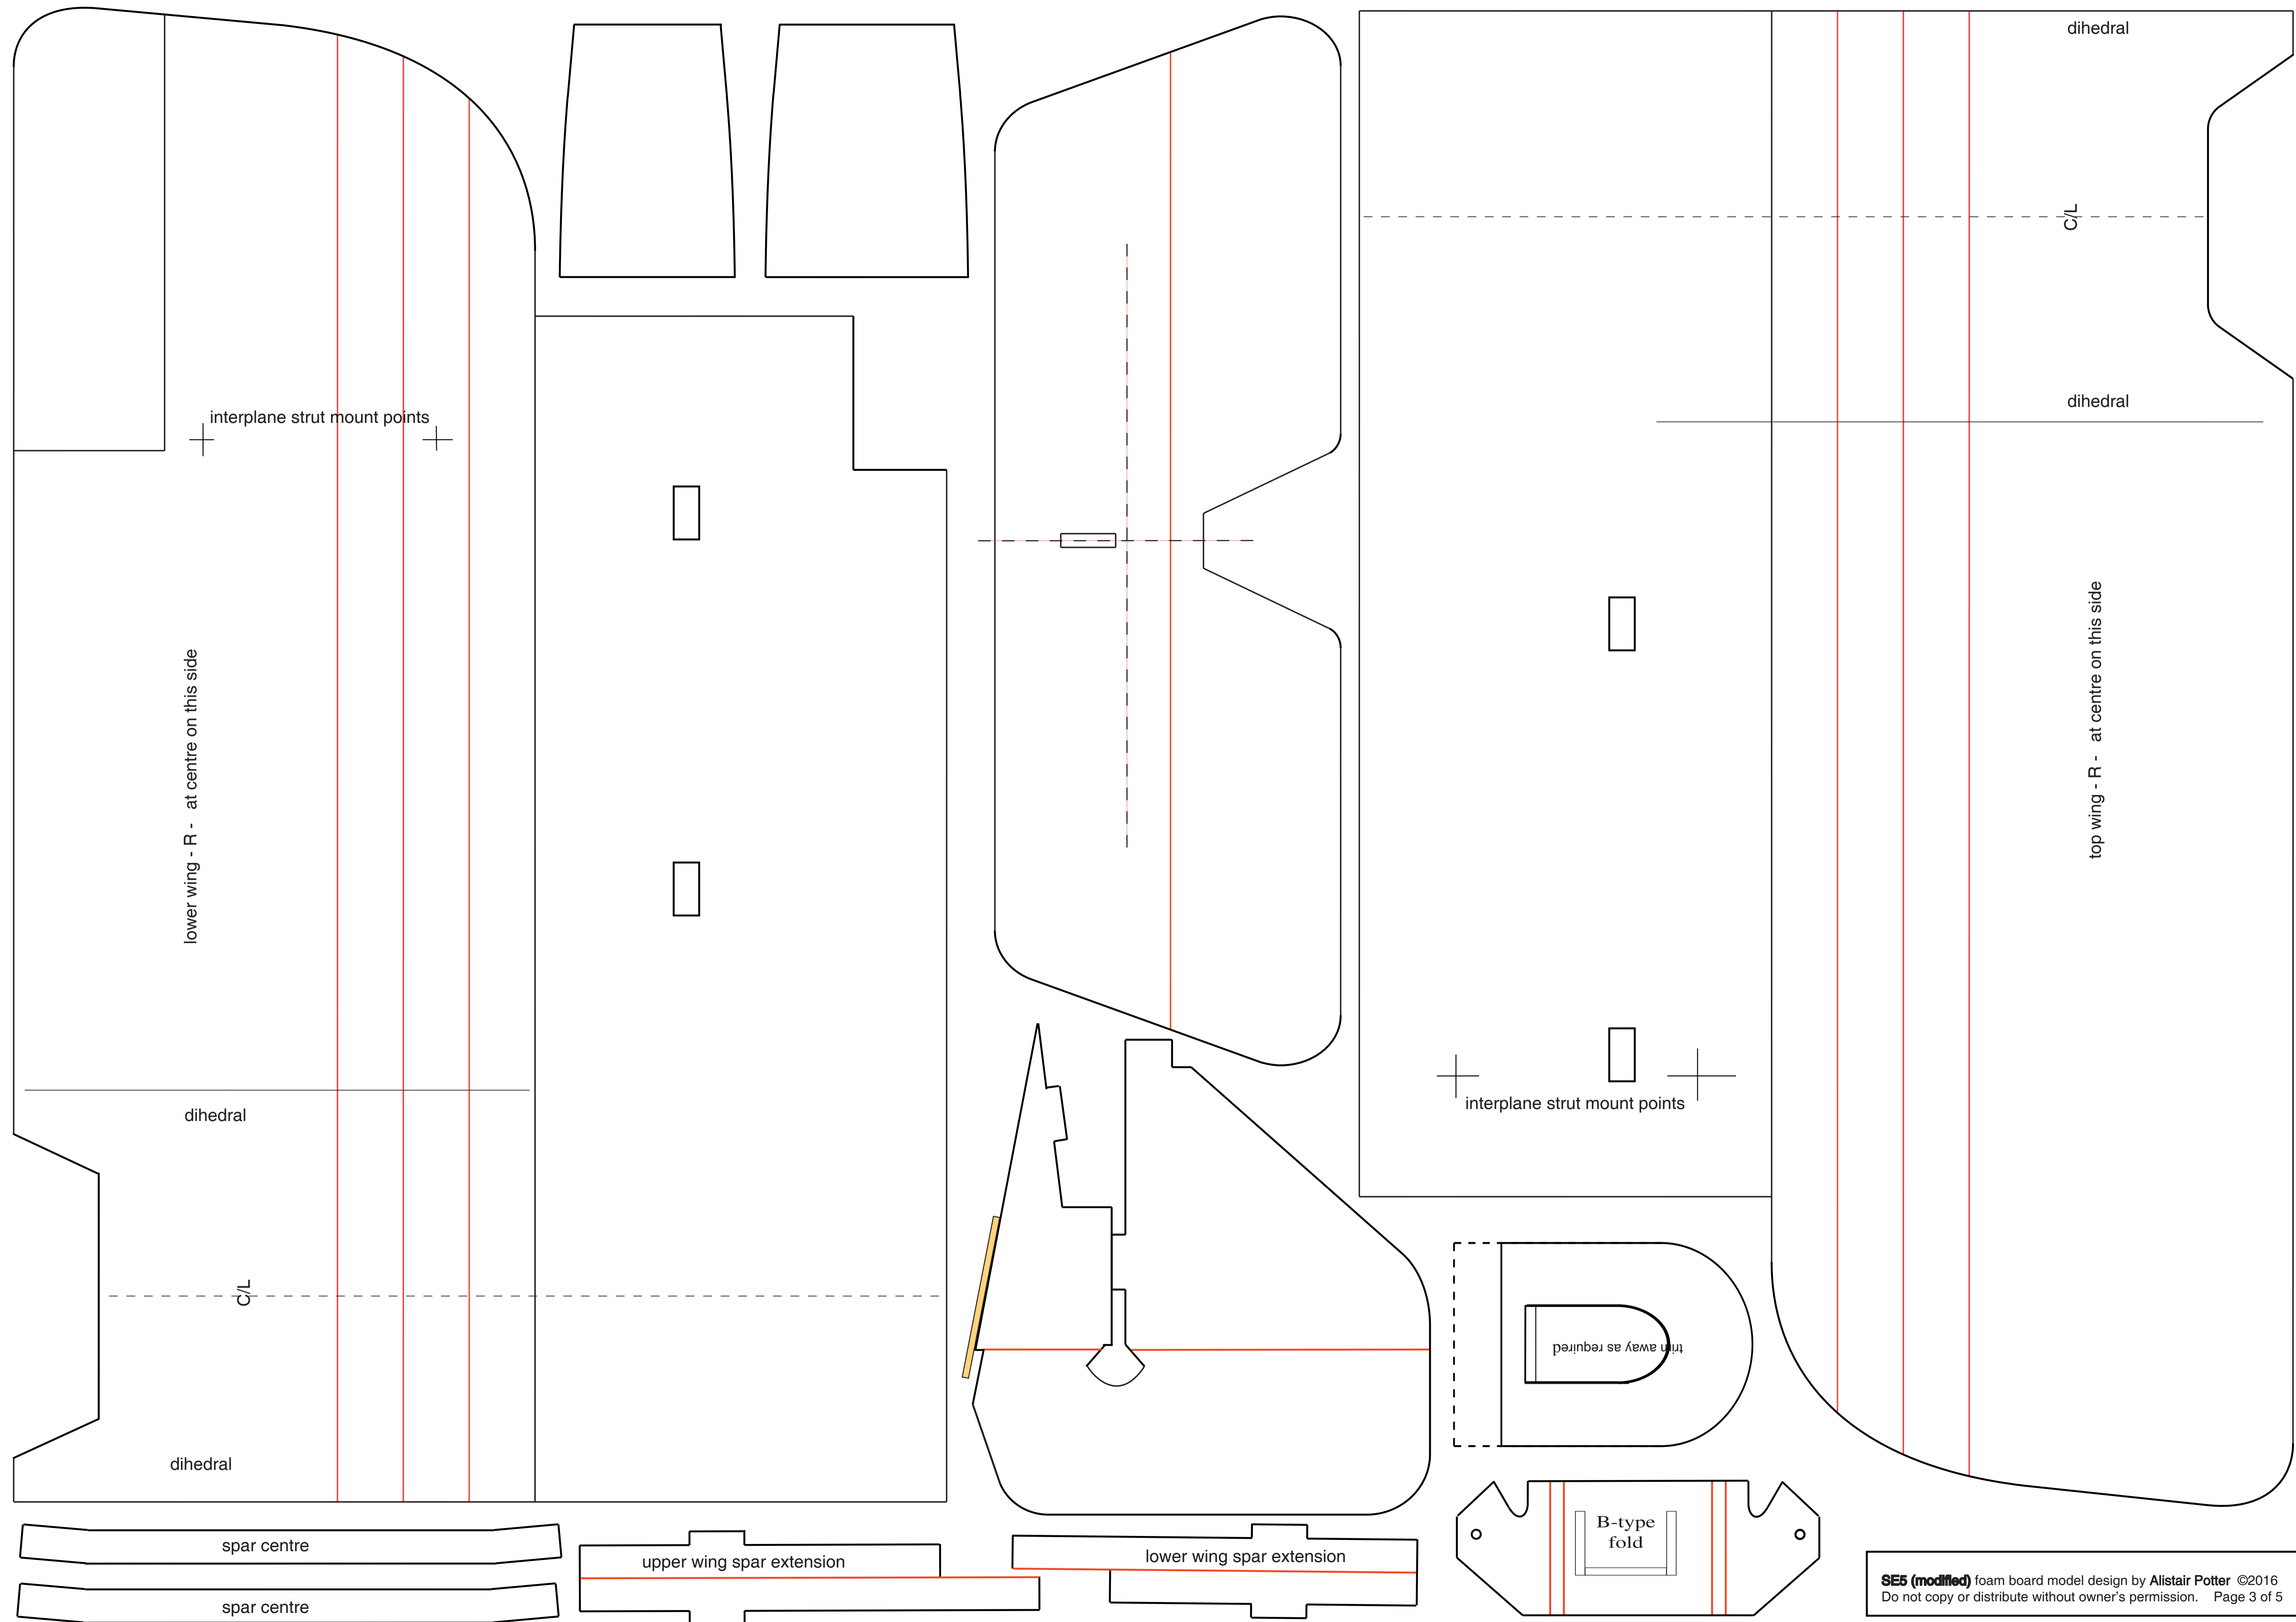 dihedral
C/L
dihedral
interplane strut mount points
lower wing - R - at centre on this side
top wing - R - at centre on this side
dihedral
interplane strut mount points
C/L
trim away as required
dihedral
B-type
fold
spar centre
upper wing spar extension
lower wing spar extension
spar centre
SE5 (modified) foam board model design by Alistair Potter ©2016
Do not copy or distribute without owner's permission. Page 3 of 5